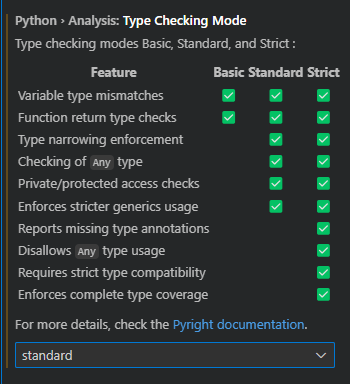 Python › Analysis: Type Checking Mode
Type checking modes Basic, Standard, and Strict :
Feature Basic Standard Strict
Variable type mismatches ✅ ✅ ✅
Function return type checks ✅ ✅ ✅
Type narrowing enforcement ✅ ✅
Checking of Any type ✅ ✅
Private/protected access checks ✅ ✅
Enforces stricter generics usage ✅ ✅
Reports missing type annotations ✅
Disallows Any type usage ✅
Requires strict type compatibility ✅
Enforces complete type coverage ✅
For more details, check the Pyright documentation.
standard